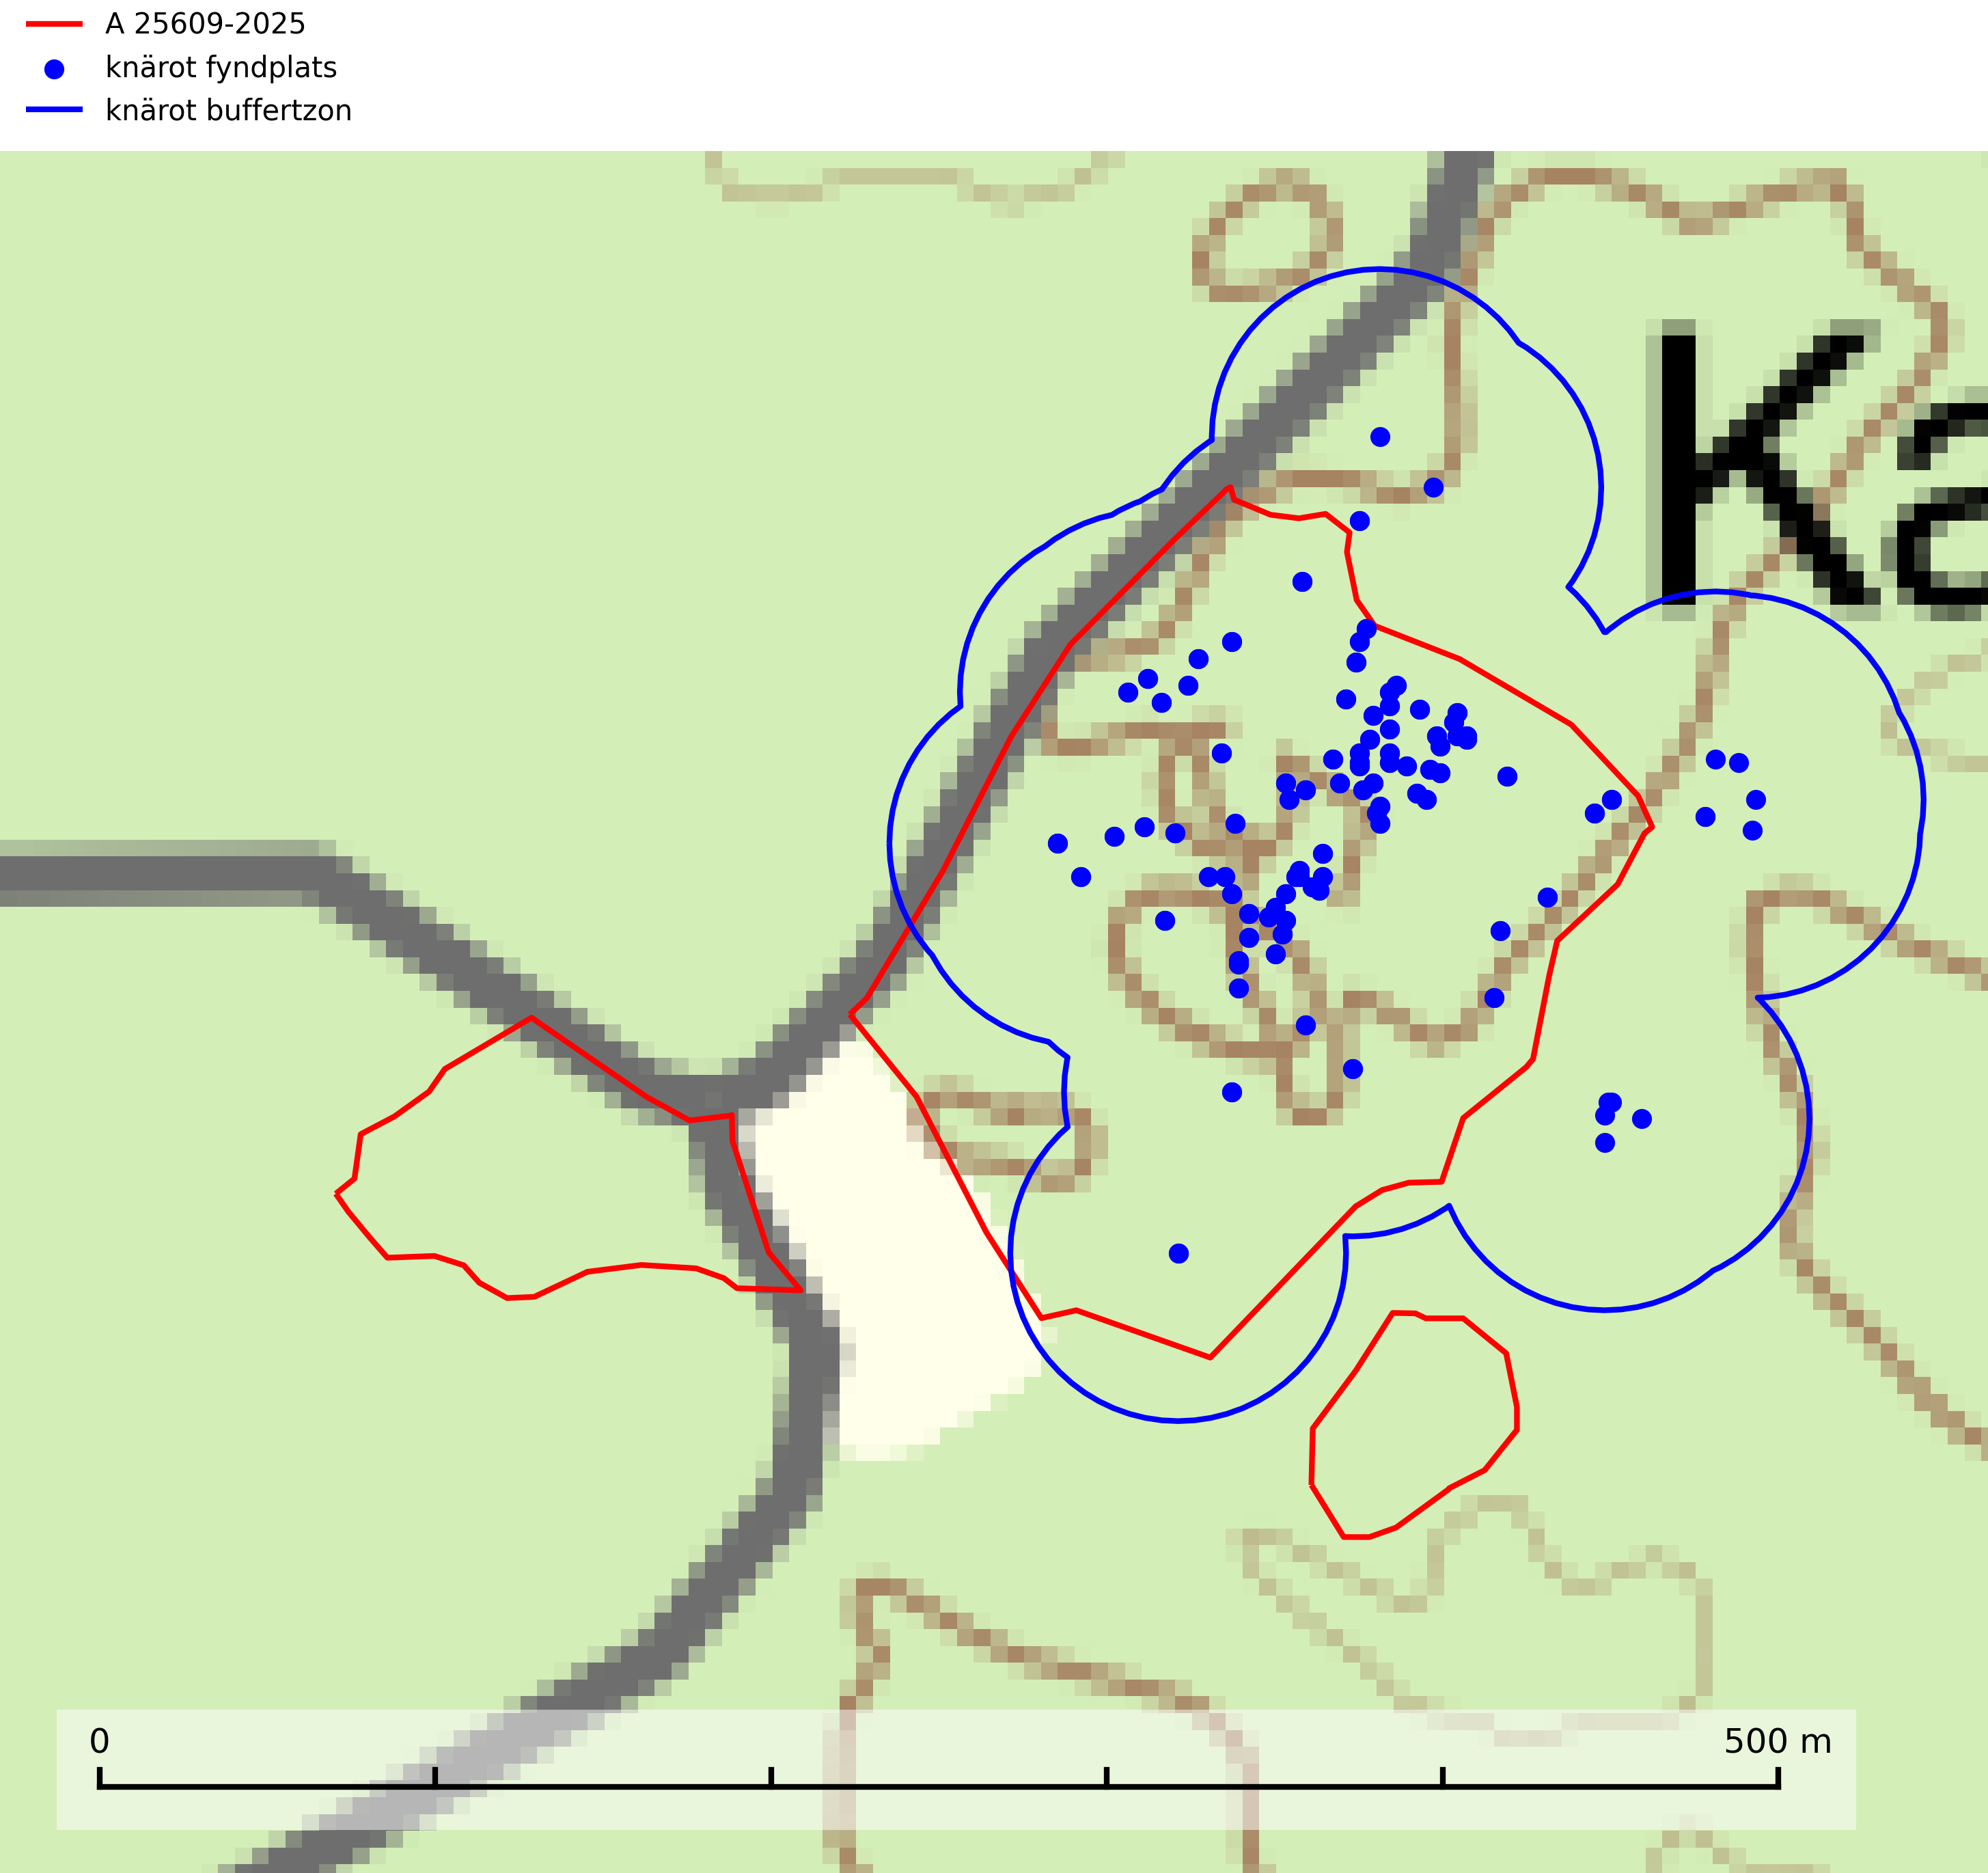 A 25609-2025
knärot fyndplats
knärot buffertzon
0
500 m